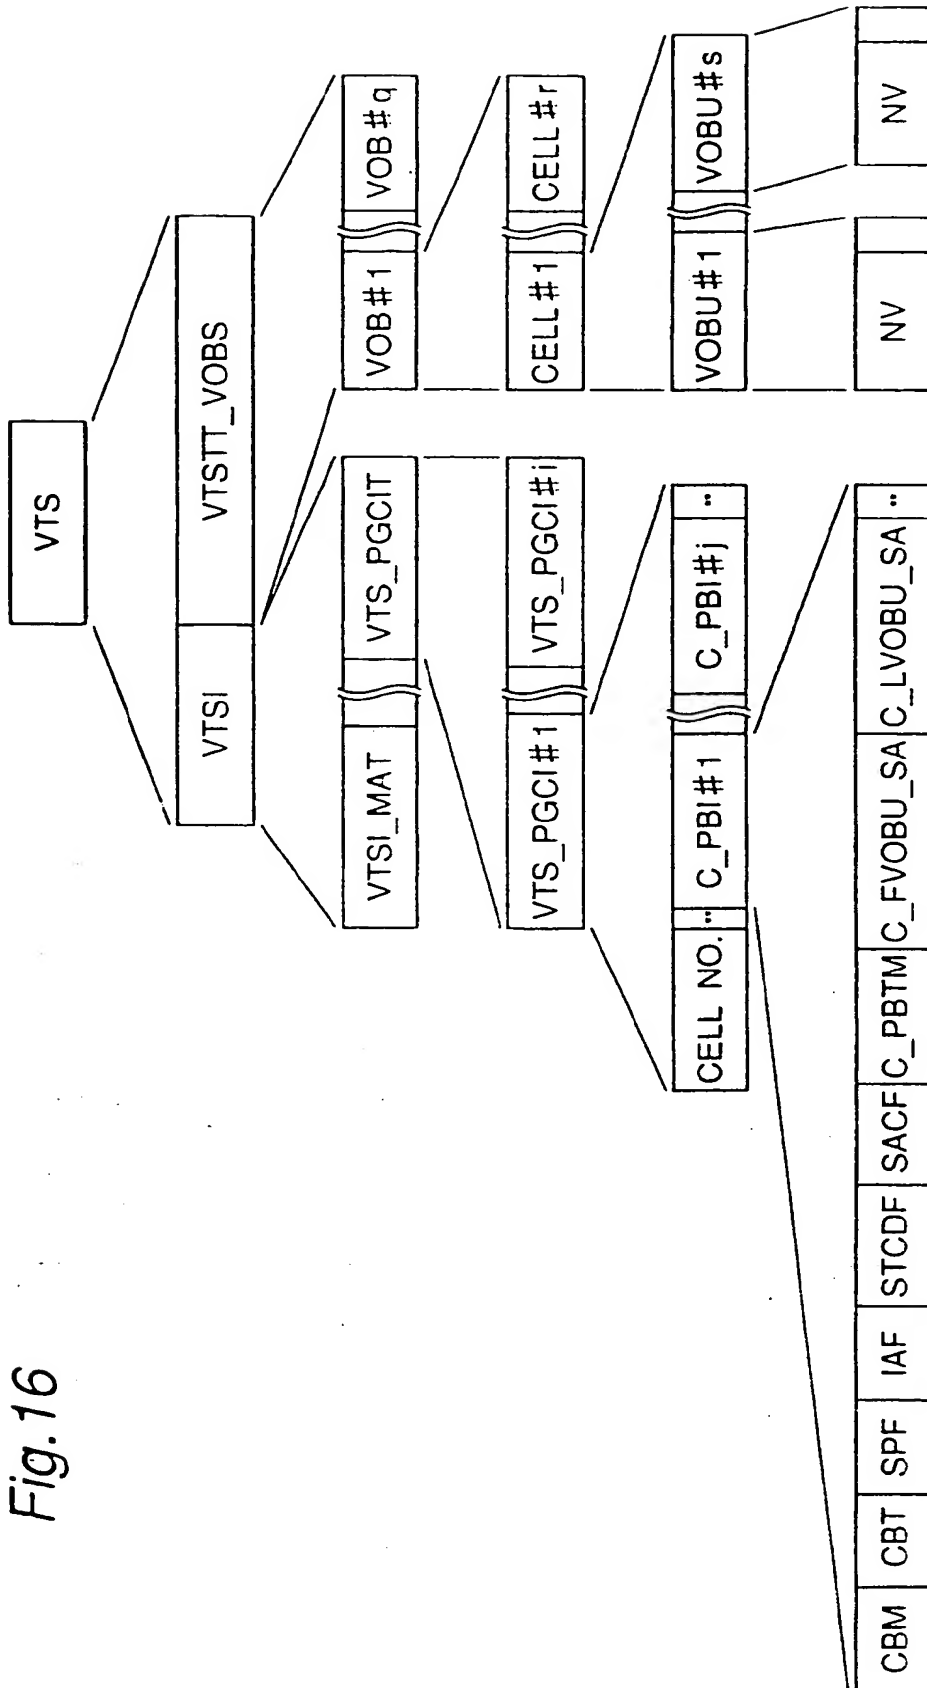 Fig.16
VTS
VTSI VTSTT_VOBS
VTSI_MAT VTS_PGCIT VOB#1 VOB#q
VTS_PGCI#1 VTS_PGCI#i CELL#1 CELL#r
CELL NO. ·· C_PBI#1 C_PBI#j ·· VOBU#1 VOBU#s
CBM CBT SPF IAF STCDF SACF C_PBTM C_FVOBU_SA C_LVOBU_SA ·· NV NV